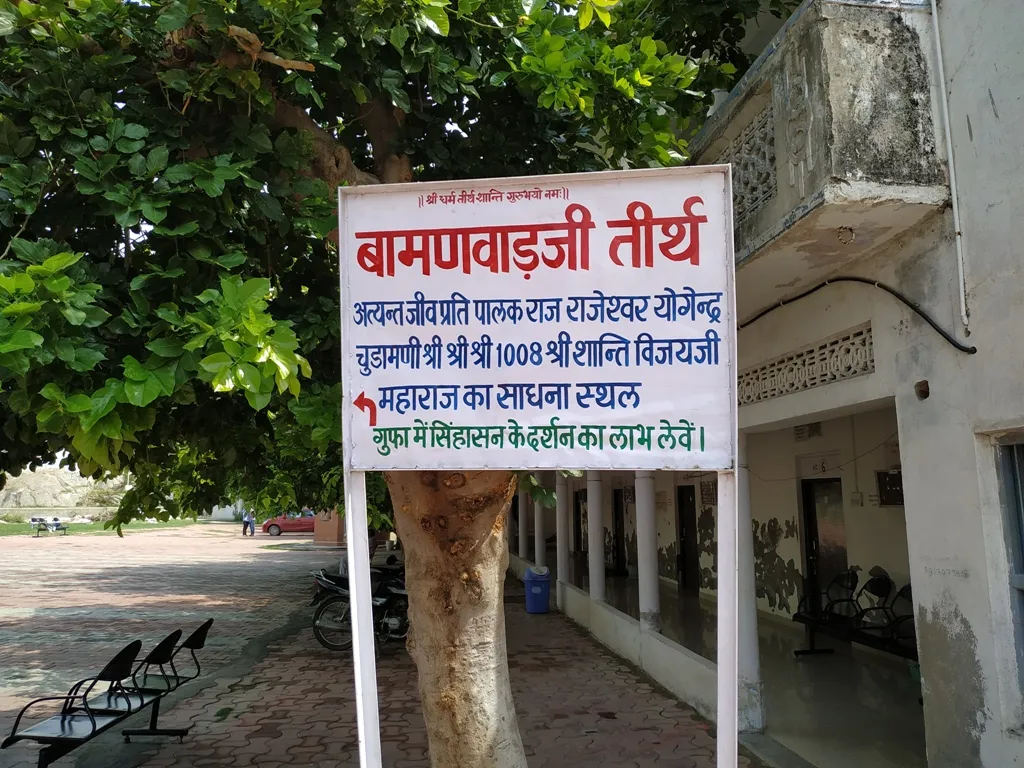 ॥ श्री धर्म तीर्थ शान्ति गुरुभ्यो नमः॥
बामणवाड़जी तीर्थ
अत्यन्त जीव प्रति पालक राज राजेश्वर योगेन्द्र
चुडामणी श्री श्री श्री 1008 श्री शान्ति विजयजी
महाराज का साधना स्थल
गुफा में सिंहासन के दर्शन का लाभ लेवें।